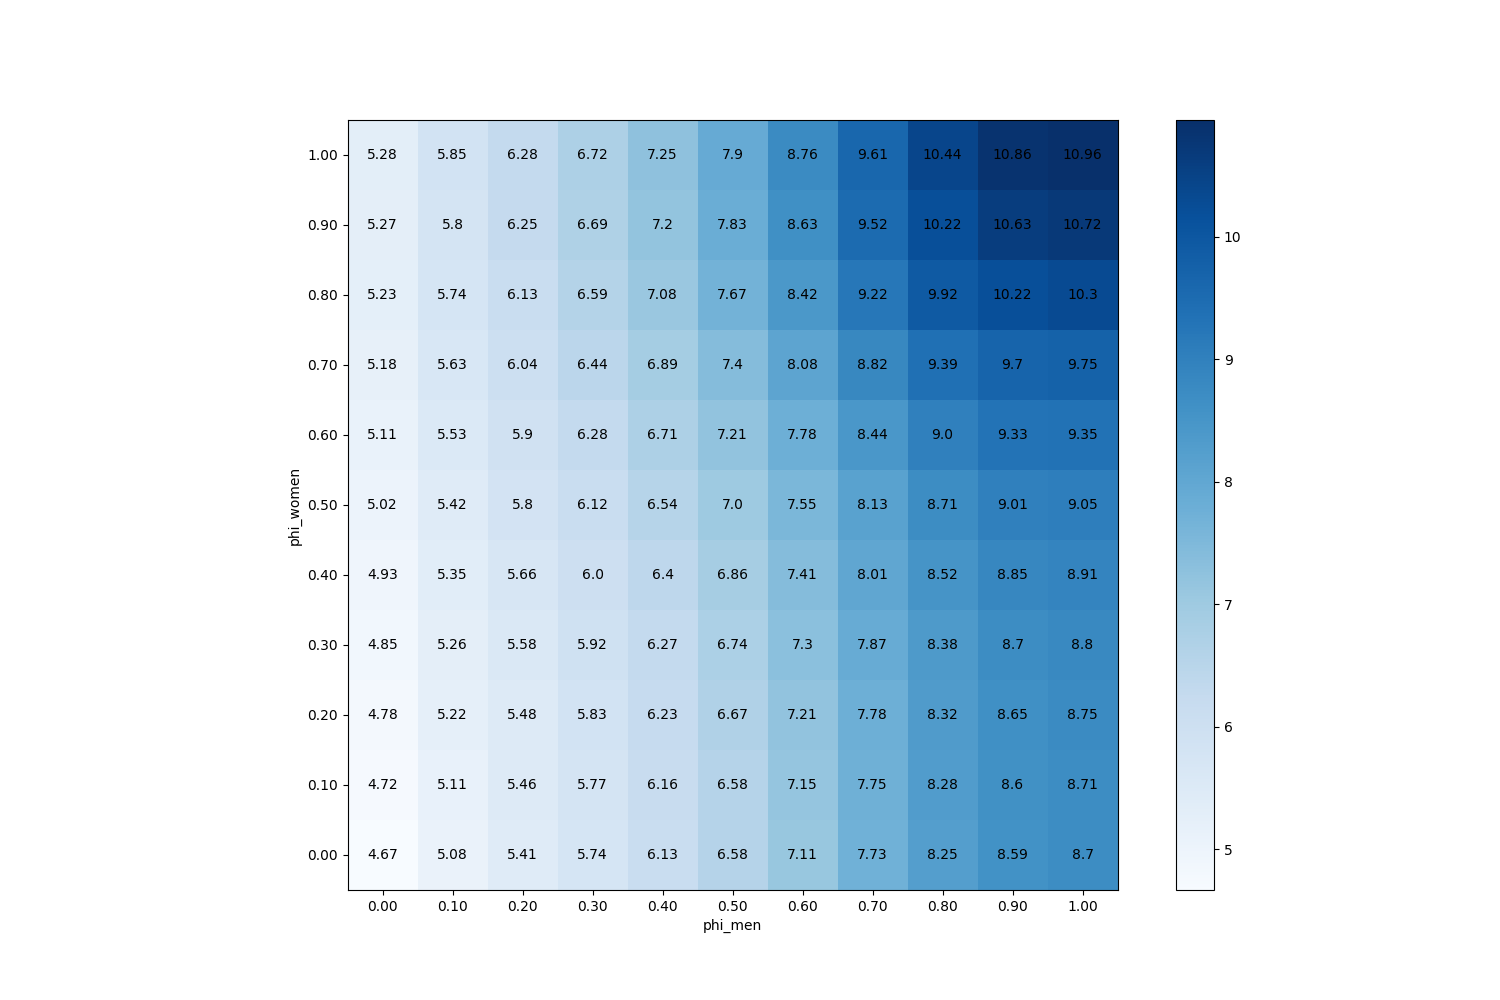 1.00 5.28 5.85 6.28 6.72 7.25 7.9 8.76 9.61 10.44 10.86 10.96
0.90 5.27 5.8 6.25 6.69 7.2 7.83 8.63 9.52 10.22 10.63 10.72
0.80 5.23 5.74 6.13 6.59 7.08 7.67 8.42 9.22 9.92 10.22 10.3
0.70 5.18 5.63 6.04 6.44 6.89 7.4 8.08 8.82 9.39 9.7 9.75
0.60 5.11 5.53 5.9 6.28 6.71 7.21 7.78 8.44 9.0 9.33 9.35
0.50 5.02 5.42 5.8 6.12 6.54 7.0 7.55 8.13 8.71 9.01 9.05
0.40 4.93 5.35 5.66 6.0 6.4 6.86 7.41 8.01 8.52 8.85 8.91
0.30 4.85 5.26 5.58 5.92 6.27 6.74 7.3 7.87 8.38 8.7 8.8
0.20 4.78 5.22 5.48 5.83 6.23 6.67 7.21 7.78 8.32 8.65 8.75
0.10 4.72 5.11 5.46 5.77 6.16 6.58 7.15 7.75 8.28 8.6 8.71
0.00 4.67 5.08 5.41 5.74 6.13 6.58 7.11 7.73 8.25 8.59 8.7
0.00 0.10 0.20 0.30 0.40 0.50 0.60 0.70 0.80 0.90 1.00
phi_men
phi_women
10
9
8
7
6
5